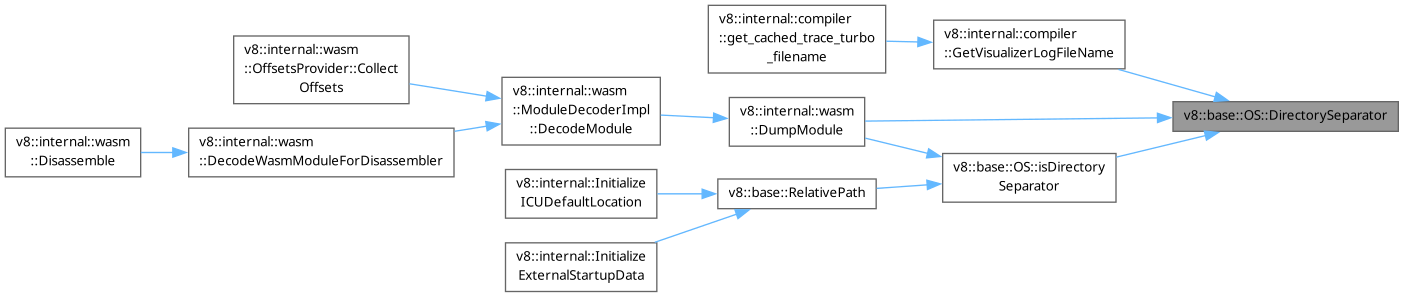 v8::internal::compiler
::get_cached_trace_turbo
_filename
v8::internal::compiler
::GetVisualizerLogFileName
v8::internal::wasm
::OffsetsProvider::Collect
Offsets
v8::internal::wasm
::ModuleDecoderImpl
::DecodeModule
v8::internal::wasm
::DumpModule
v8::base::OS::DirectorySeparator
v8::internal::wasm
::Disassemble
v8::internal::wasm
::DecodeWasmModuleForDisassembler
v8::base::OS::isDirectory
Separator
v8::internal::Initialize
ICUDefaultLocation
v8::base::RelativePath
v8::internal::Initialize
ExternalStartupData